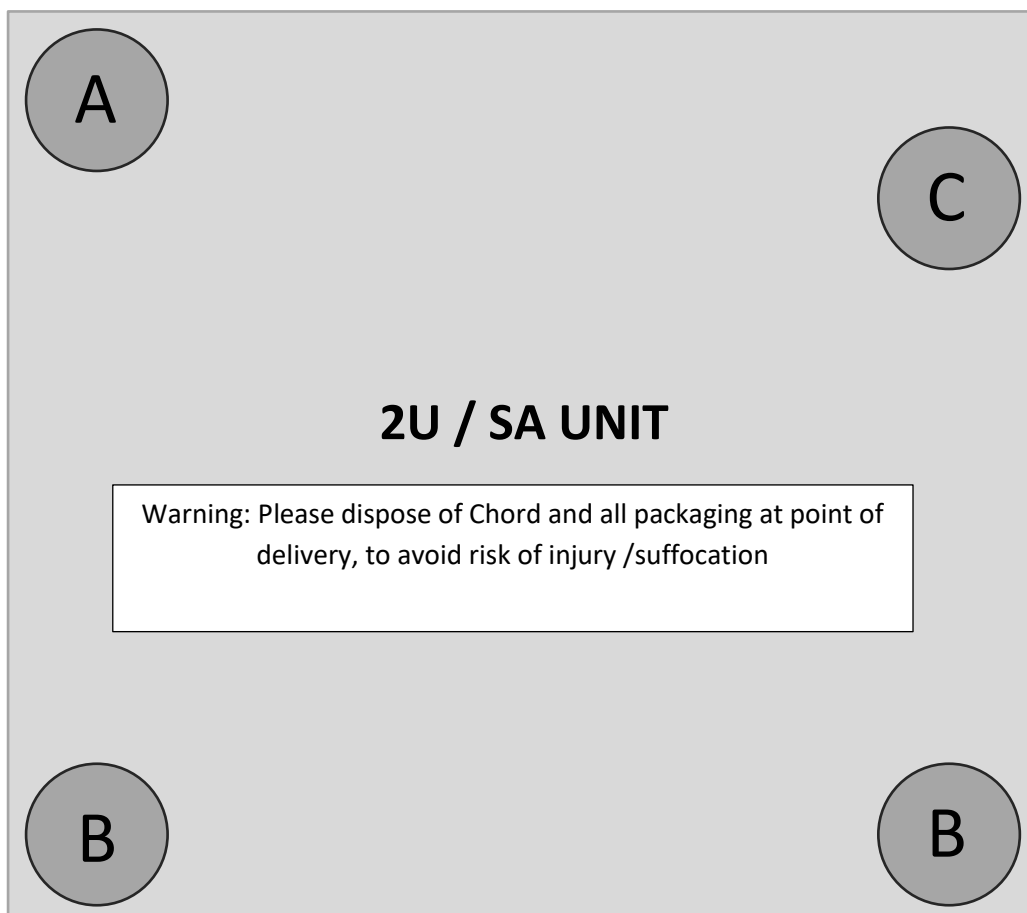 A
C
2U / SA UNIT
Warning: Please dispose of Chord and all packaging at point of
delivery, to avoid risk of injury /suffocation
B
B